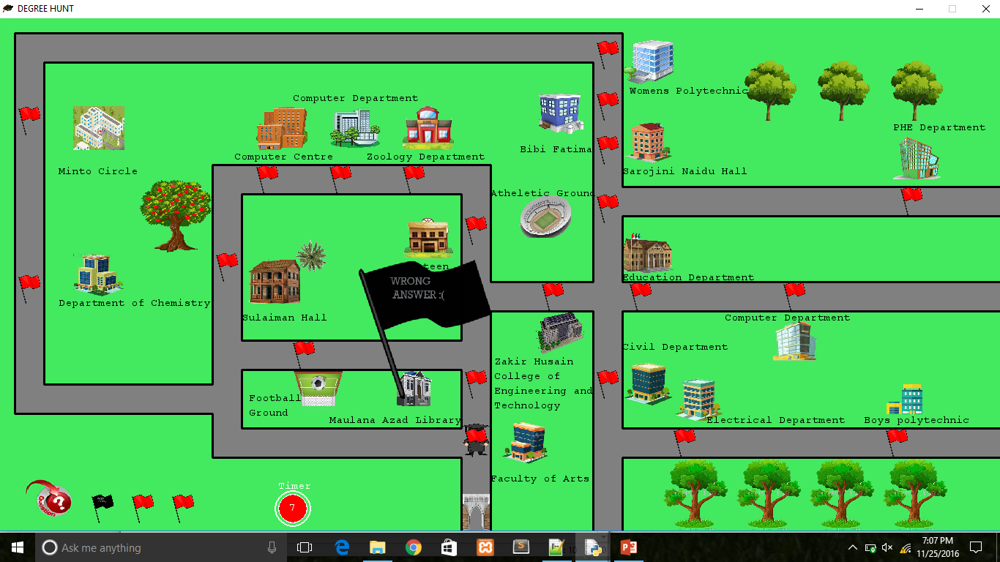 DEGREE HUNT
Womens Polytechnic
Computer Department
PHE Department
Bibi Fatima
Computer Centre
Zoology Department
Minto Circle
Sarojini Naidu Hall
Atheletic Ground
teen
Education Department
Department of Chemistry
WRONG
ANSWER :(
Sulaiman Hall
Computer Department
Civil Department
Zakir Husain
College of
Engineering and
Technology
Football
Ground
Maulana Azad Library
Electrical Department
Boys polytechnic
Faculty of Arts
Timer
7
Question
?
Ask me anything
7:07 PM
11/25/2016